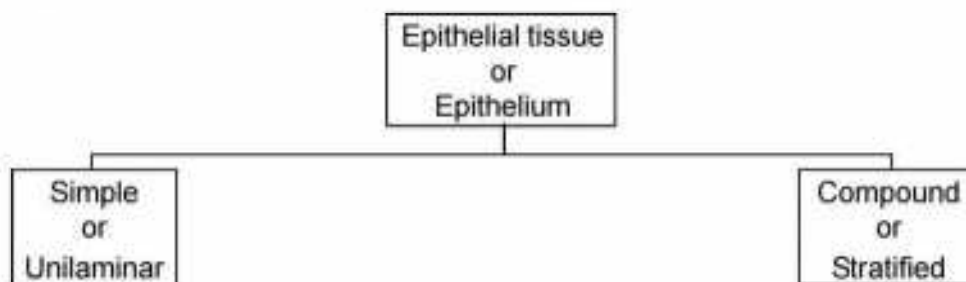 Epithelial tissue
or
Epithelium
Simple
or
Unilaminar
Compound
or
Stratified